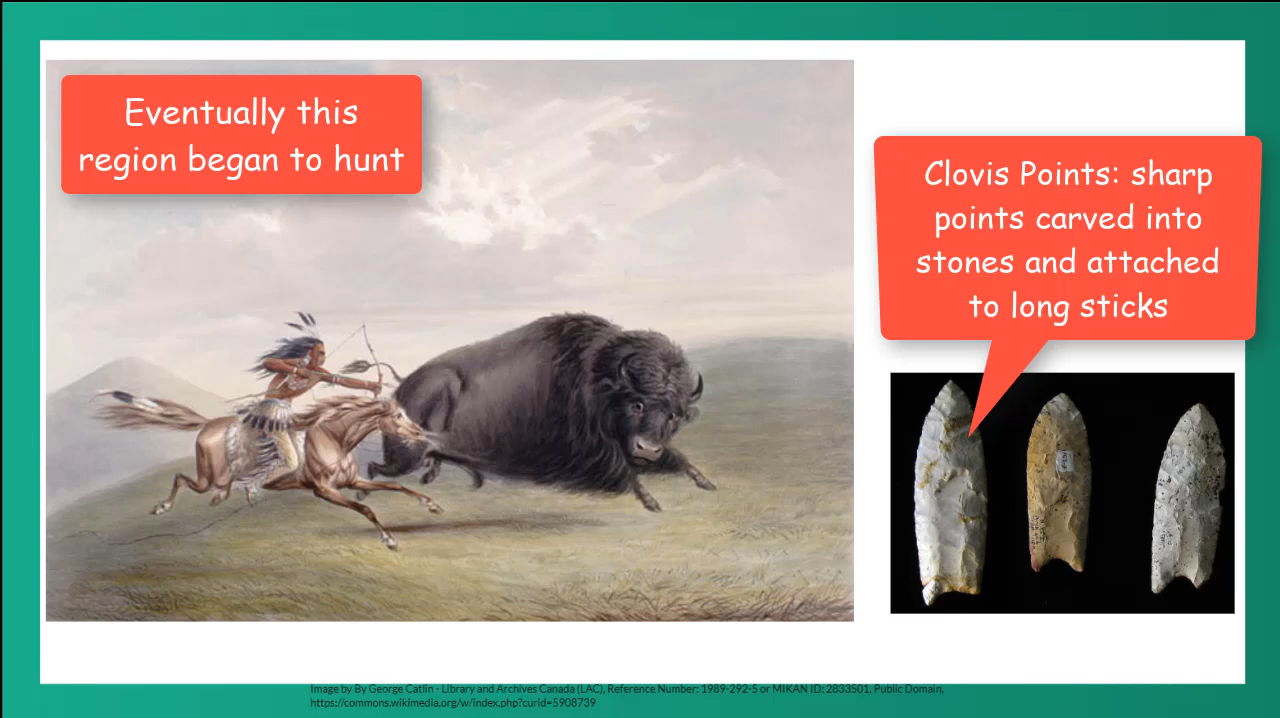 Eventually this
region began to hunt
Clovis Points: sharp
points carved into
stones and attached
to long sticks
Image by By George Catlin - Library and Archives Canada (LAC), Reference Number: 1989-292-5 or MIKAN ID: 2833501, Public Domain,
https://commons.wikimedia.org/w/index.php?curid=5908739